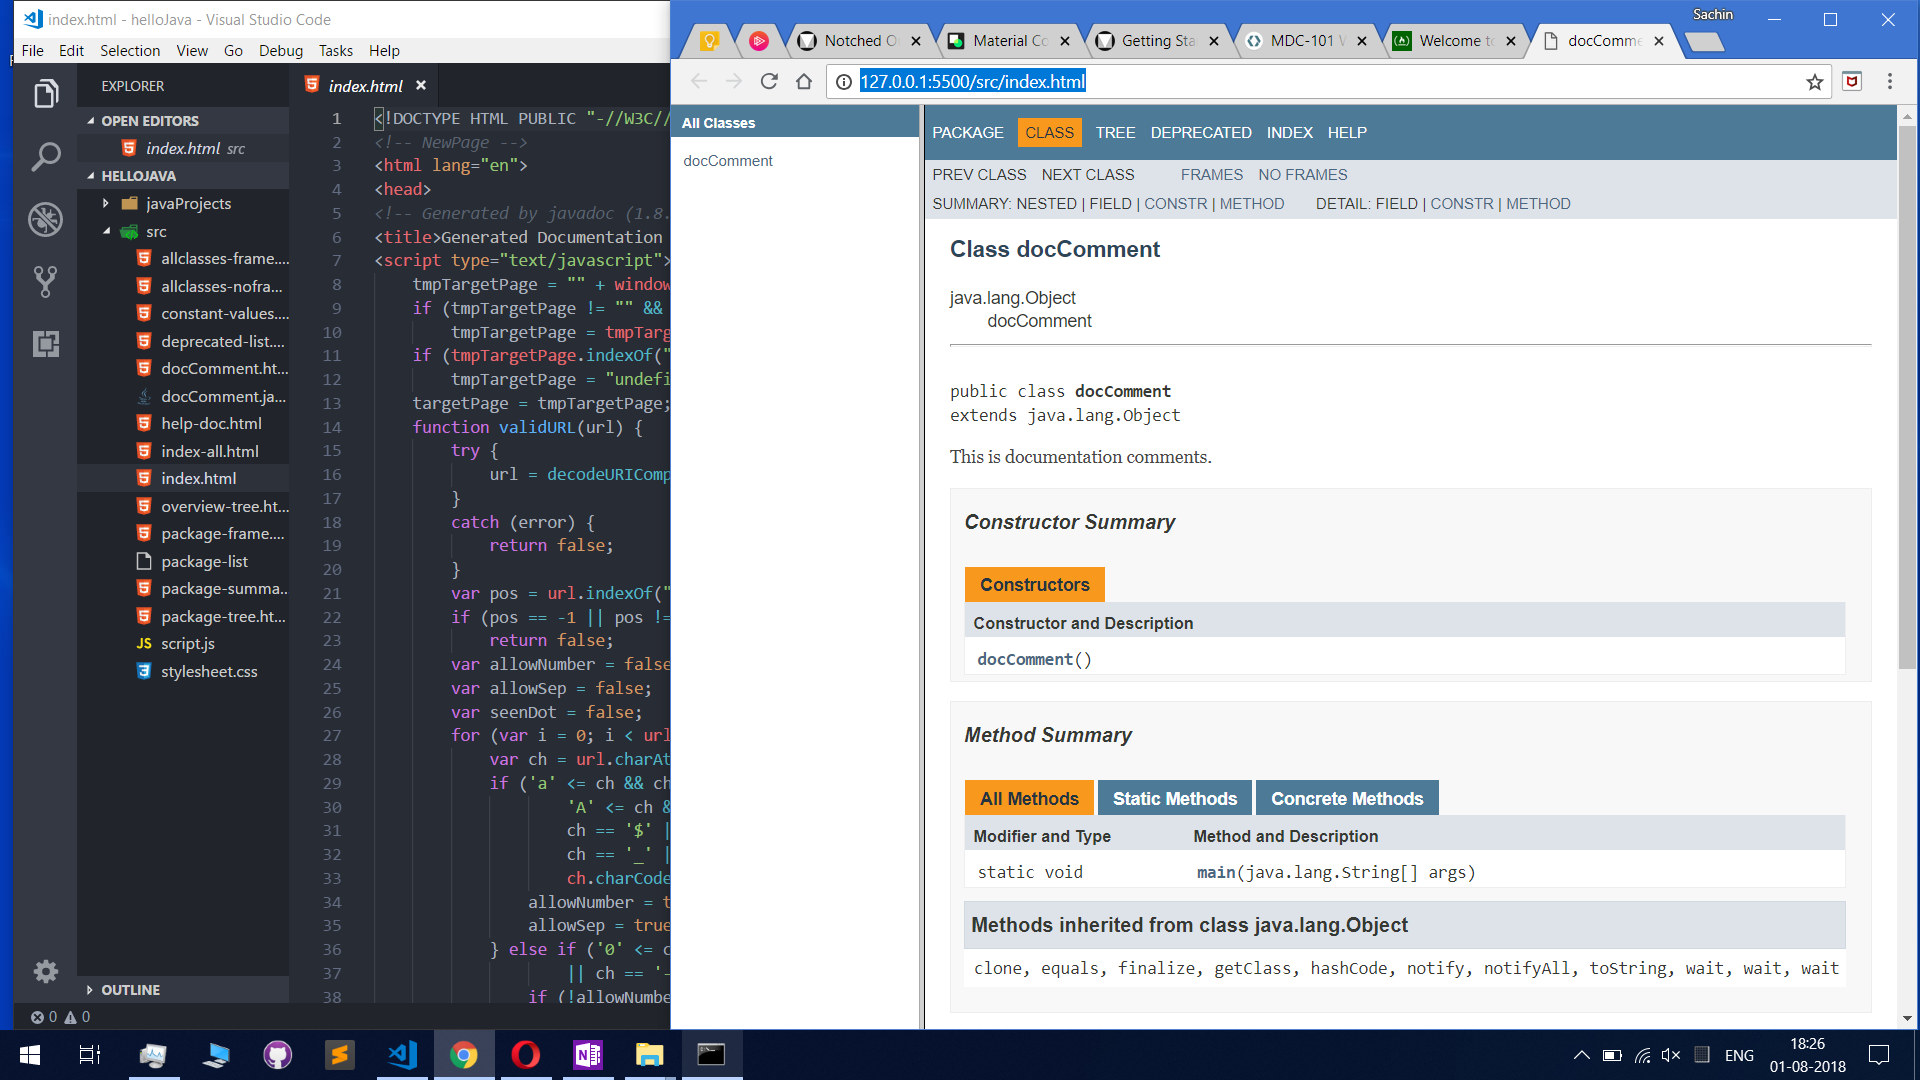 index.html - helloJava - Visual Studio Code
File Edit Selection View Go Debug Tasks Help
EXPLORER
OPEN EDITORS
index.html src
HELLOJAVA
javaProjects
src
allclasses-frame....
allclasses-nofra...
constant-values....
deprecated-list....
docComment.ht...
docComment.ja...
help-doc.html
index-all.html
index.html
overview-tree.ht...
package-frame....
package-list
package-summa...
package-tree.ht...
JS script.js
stylesheet.css
OUTLINE
0 0
index.html
1 <!DOCTYPE HTML PUBLIC "-//W3C//
2 <!-- NewPage -->
3 <html lang="en">
4 <head>
5 <!-- Generated by javadoc (1.8.
6 <title>Generated Documentation
7 <script type="text/javascript">
8 tmpTargetPage = "" + window
9 if (tmpTargetPage != "" &&
10 tmpTargetPage = tmpTarg
11 if (tmpTargetPage.indexOf("
12 tmpTargetPage = "undefi
13 targetPage = tmpTargetPage;
14 function validURL(url) {
15 try {
16 url = decodeURIComp
17 }
18 catch (error) {
19 return false;
20 }
21 var pos = url.indexOf("
22 if (pos == -1 || pos !=
23 return false;
24 var allowNumber = false
25 var allowSep = false;
26 var seenDot = false;
27 for (var i = 0; i < url
28 var ch = url.charAt
29 if ('a' <= ch && ch
30 'A' <= ch &
31 ch == '$' |
32 ch == '_' |
33 ch.charCode
34 allowNumber = t
35 allowSep = true
36 } else if ('0' <= c
37 || ch == '-
38 if (!allowNumbe
Sachin
Notched O
Material Co
Getting Sta
MDC-101 W
Welcome to
docComme
127.0.0.1:5500/src/index.html
All Classes
docComment
PACKAGE CLASS TREE DEPRECATED INDEX HELP
PREV CLASS NEXT CLASS FRAMES NO FRAMES
SUMMARY: NESTED | FIELD | CONSTR | METHOD DETAIL: FIELD | CONSTR | METHOD
Class docComment
java.lang.Object
docComment
public class docComment
extends java.lang.Object
This is documentation comments.
Constructor Summary
Constructors
Constructor and Description
docComment()
Method Summary
All Methods Static Methods Concrete Methods
Modifier and Type Method and Description
static void main(java.lang.String[] args)
Methods inherited from class java.lang.Object
clone, equals, finalize, getClass, hashCode, notify, notifyAll, toString, wait, wait, wait
ENG
18:26
01-08-2018